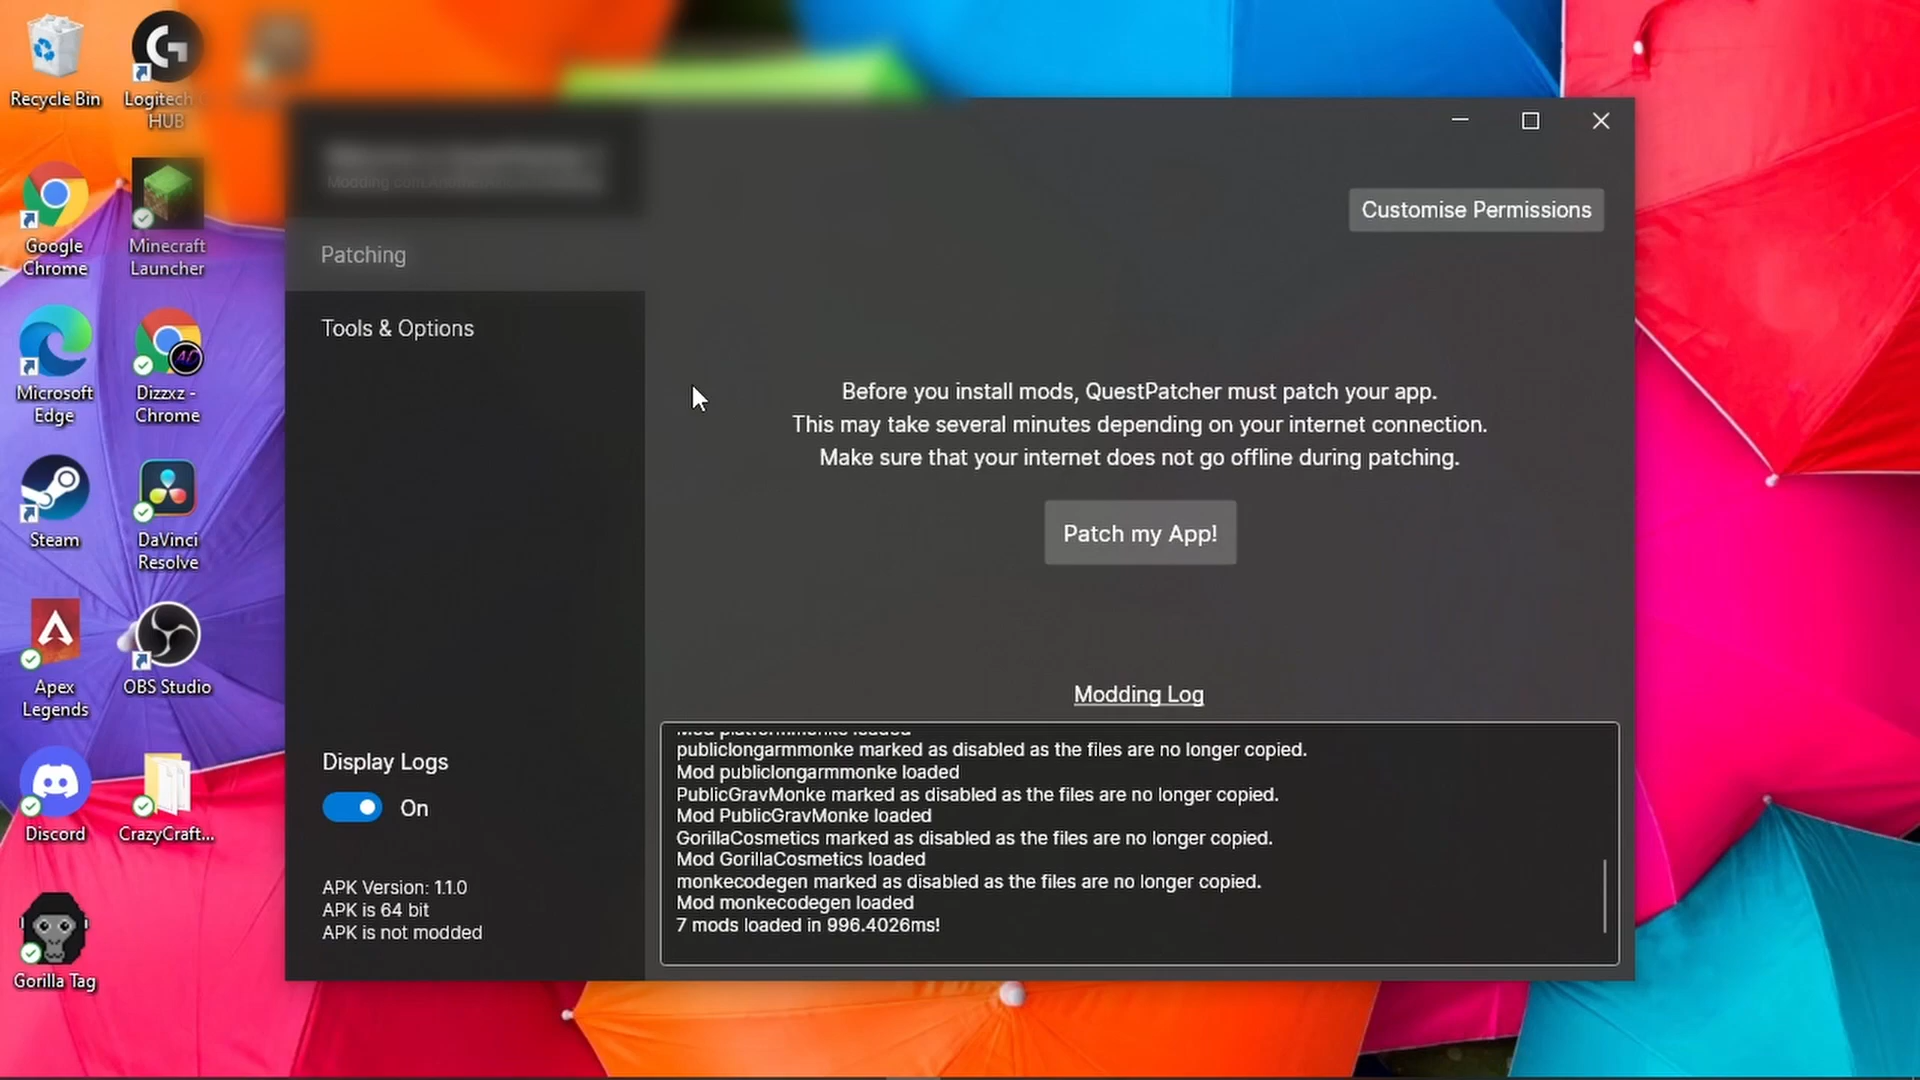 Recycle Bin
Logitech
HUB
Google
Chrome
Minecraft
Launcher
Microsoft
Edge
Dizzxz -
Chrome
Steam
DaVinci
Resolve
Apex
Legends
OBS Studio
Discord
CrazyCraft...
Gorilla Tag
Patching
Tools & Options
Display Logs
On
APK Version: 1.1.0
APK is 64 bit
APK is not modded
Customise Permissions
Before you install mods, QuestPatcher must patch your app.
This may take several minutes depending on your internet connection.
Make sure that your internet does not go offline during patching.
Patch my App!
Modding Log
Mod platformmonke loaded
publiclongarmmonke marked as disabled as the files are no longer copied.
Mod publiclongarmmonke loaded
PublicGravMonke marked as disabled as the files are no longer copied.
Mod PublicGravMonke loaded
GorillaCosmetics marked as disabled as the files are no longer copied.
Mod GorillaCosmetics loaded
monkecodegen marked as disabled as the files are no longer copied.
Mod monkecodegen loaded
7 mods loaded in 996.4026ms!